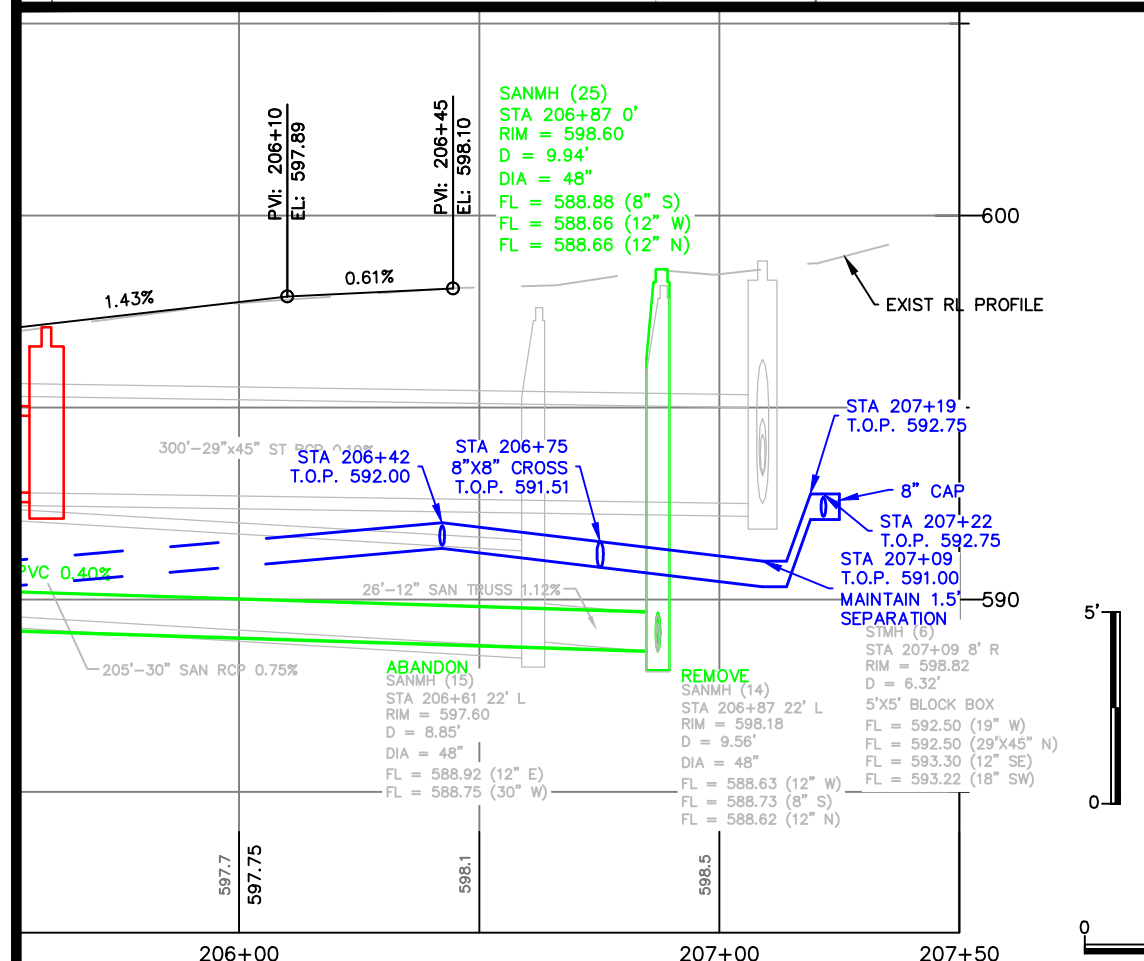 PVI: 206+10
EL: 597.89
PVI: 206+45
EL: 598.10
SANMH (25)
STA 206+87 0'
RIM = 598.60
D = 9.94'
DIA = 48"
FL = 588.88 (8" S)
FL = 588.66 (12" W)
FL = 588.66 (12" N)
600
1.43%
0.61%
EXIST RL PROFILE
300'-29"x45" ST RCP 0.19%
STA 206+42
T.O.P. 592.00
STA 206+75
8"X8" CROSS
T.O.P. 591.51
STA 207+19
T.O.P. 592.75
8" CAP
STA 207+22
T.O.P. 592.75
STA 207+09
T.O.P. 591.00
MAINTAIN 1.5'
SEPARATION
PVC 0.40%
26'-12" SAN TRUSS 1.12%
590
5'
205'-30" SAN RCP 0.75%
ABANDON
SANMH (15)
STA 206+61 22' L
RIM = 597.60
D = 8.85'
DIA = 48"
FL = 588.92 (12" E)
FL = 588.75 (30" W)
REMOVE
SANMH (14)
STA 206+87 22' L
RIM = 598.18
D = 9.56'
DIA = 48"
FL = 588.63 (12" W)
FL = 588.73 (8" S)
FL = 588.62 (12" N)
STMH (6)
STA 207+09 8' R
RIM = 598.82
D = 6.32'
5'X5' BLOCK BOX
FL = 592.50 (19" W)
FL = 592.50 (29"X45" N)
FL = 593.30 (12" SE)
FL = 593.22 (18" SW)
0
597.7
597.75
598.1
598.5
206+00
207+00
207+50
0